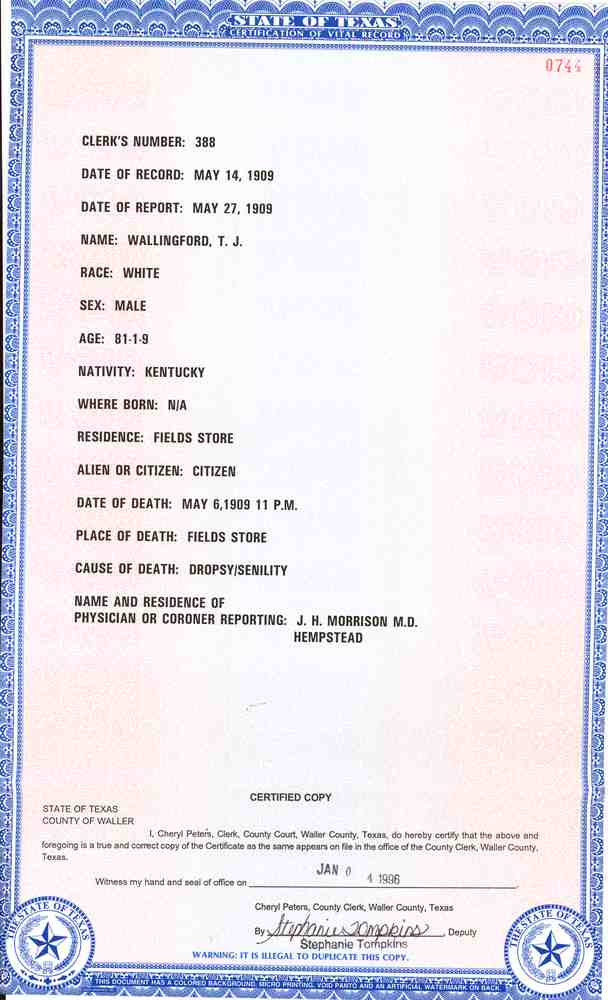 STATE OF TEXAS
CERTIFICATION OF VITAL RECORD
0744
CLERK'S NUMBER: 388
DATE OF RECORD: MAY 14, 1909
DATE OF REPORT: MAY 27, 1909
NAME: WALLINGFORD, T. J.
RACE: WHITE
SEX: MALE
AGE: 81-1-9
NATIVITY: KENTUCKY
WHERE BORN: N/A
RESIDENCE: FIELDS STORE
ALIEN OR CITIZEN: CITIZEN
DATE OF DEATH: MAY 6,1909 11 P.M.
PLACE OF DEATH: FIELDS STORE
CAUSE OF DEATH: DROPSY/SENILITY
NAME AND RESIDENCE OF
PHYSICIAN OR CORONER REPORTING: J. H. MORRISON M.D.
HEMPSTEAD
CERTIFIED COPY
STATE OF TEXAS
COUNTY OF WALLER
I, Cheryl Peters, Clerk, County Court, Waller County, Texas, do hereby certify that the above and
foregoing is a true and correct copy of the Certificate as the same appears on file in the office of the County Clerk, Waller County,
Texas.
Witness my hand and seal of office on JAN 0 4 1996
Cheryl Peters, County Clerk, Waller County, Texas
By Stephanie Tompkins Deputy
Stephanie Tompkins
WARNING: IT IS ILLEGAL TO DUPLICATE THIS COPY.
THE STATE OF TEXAS
THE STATE OF TEXAS
THIS DOCUMENT HAS A COLORED BACKGROUND, MICRO PRINTING, VOID PANTO AND AN ARTIFICIAL WATERMARK ON BACK